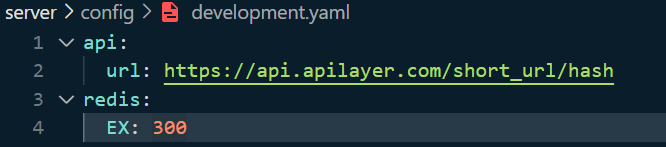 server > config > development.yaml
1 api:
2 url: https://api.apilayer.com/short_url/hash
3 redis:
4 EX: 300